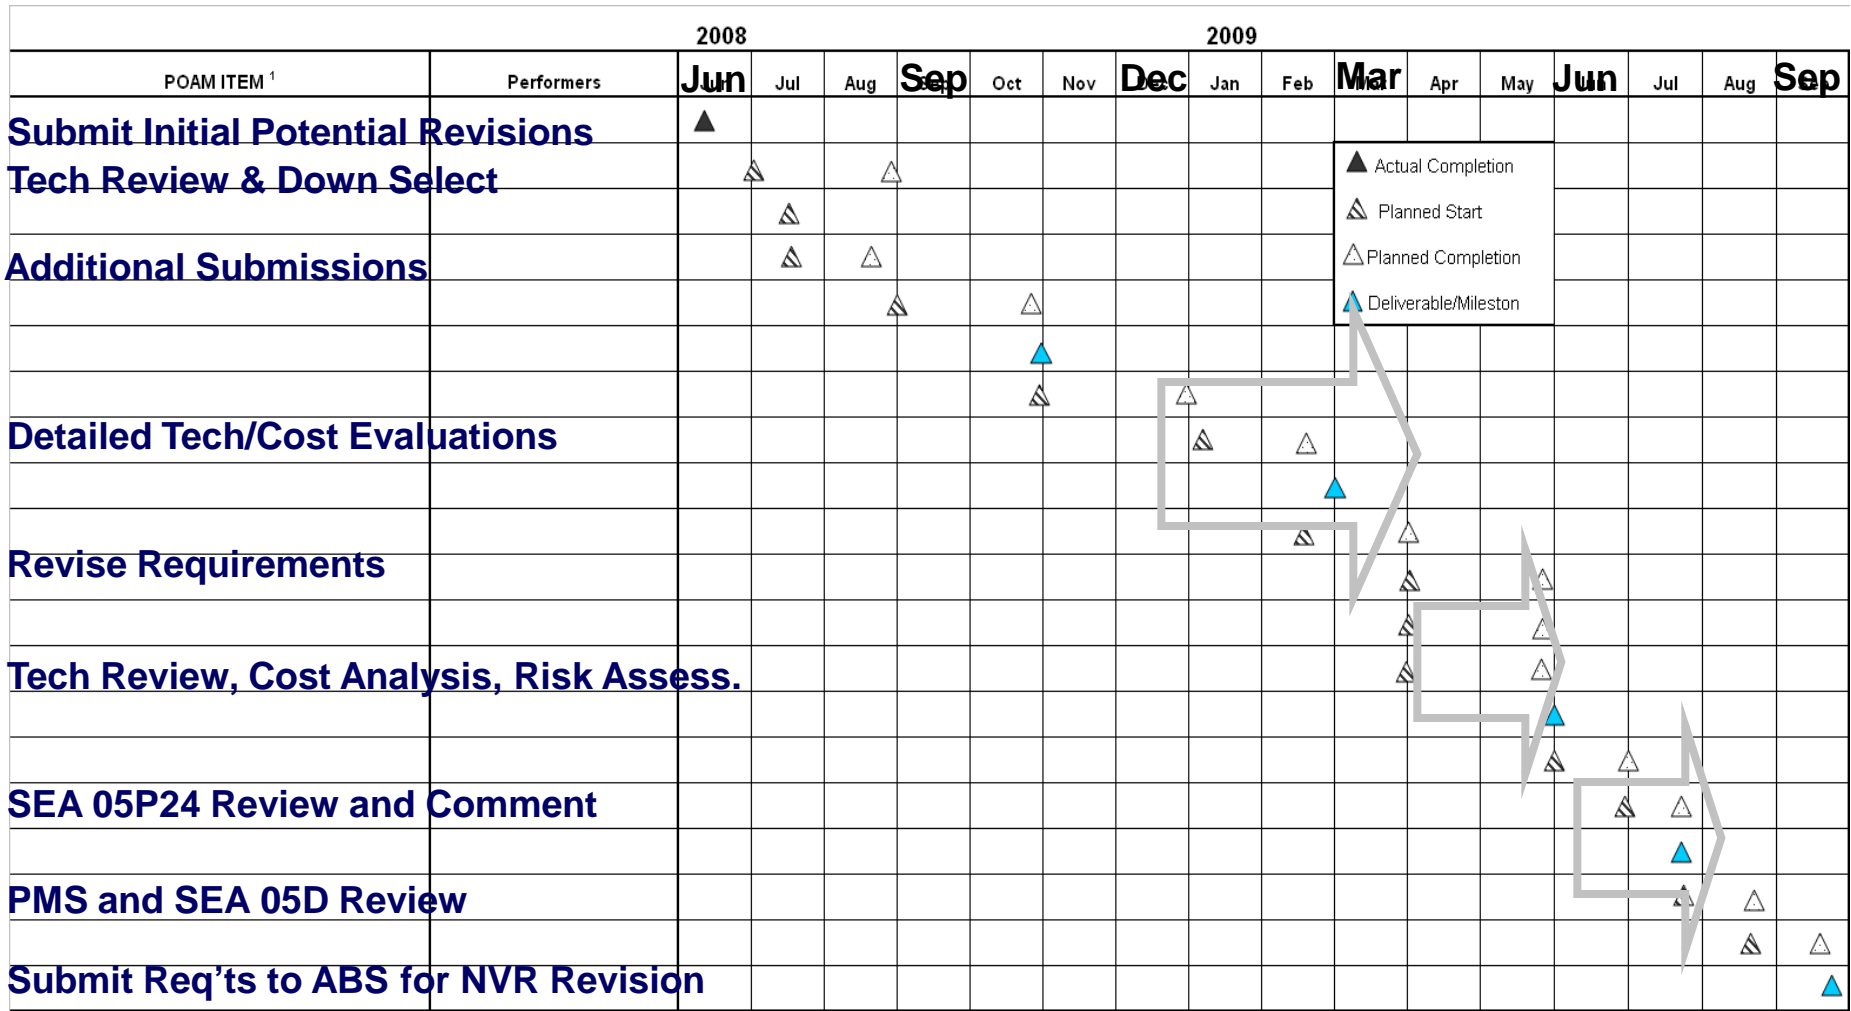 2008 2009
POAM ITEM 1 Performers Jun Jul Aug Sep Oct Nov Dec Jan Feb Mar Apr May Jun Jul Aug Sep
Submit Initial Potential Revisions
Tech Review & Down Select
Actual Completion
Planned Start
Additional Submissions
Planned Completion
Deliverable/Mileston
Detailed Tech/Cost Evaluations
Revise Requirements
Tech Review, Cost Analysis, Risk Assess.
SEA 05P24 Review and Comment
PMS and SEA 05D Review
Submit Req'ts to ABS for NVR Revision